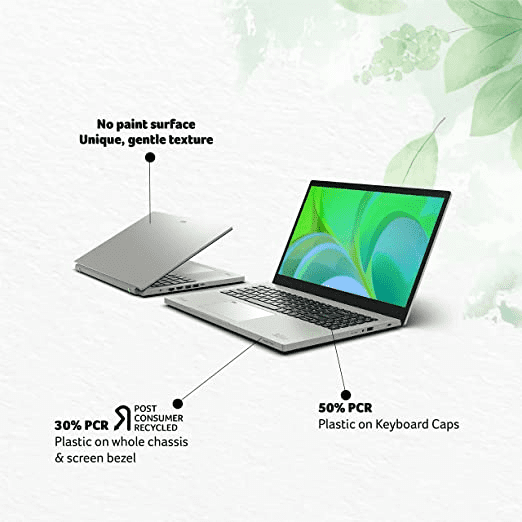 No paint surface
Unique, gentle texture
50% PCR
Plastic on Keyboard Caps
30% PCR
POST
CONSUMER
RECYCLED
Plastic on whole chassis
& screen bezel